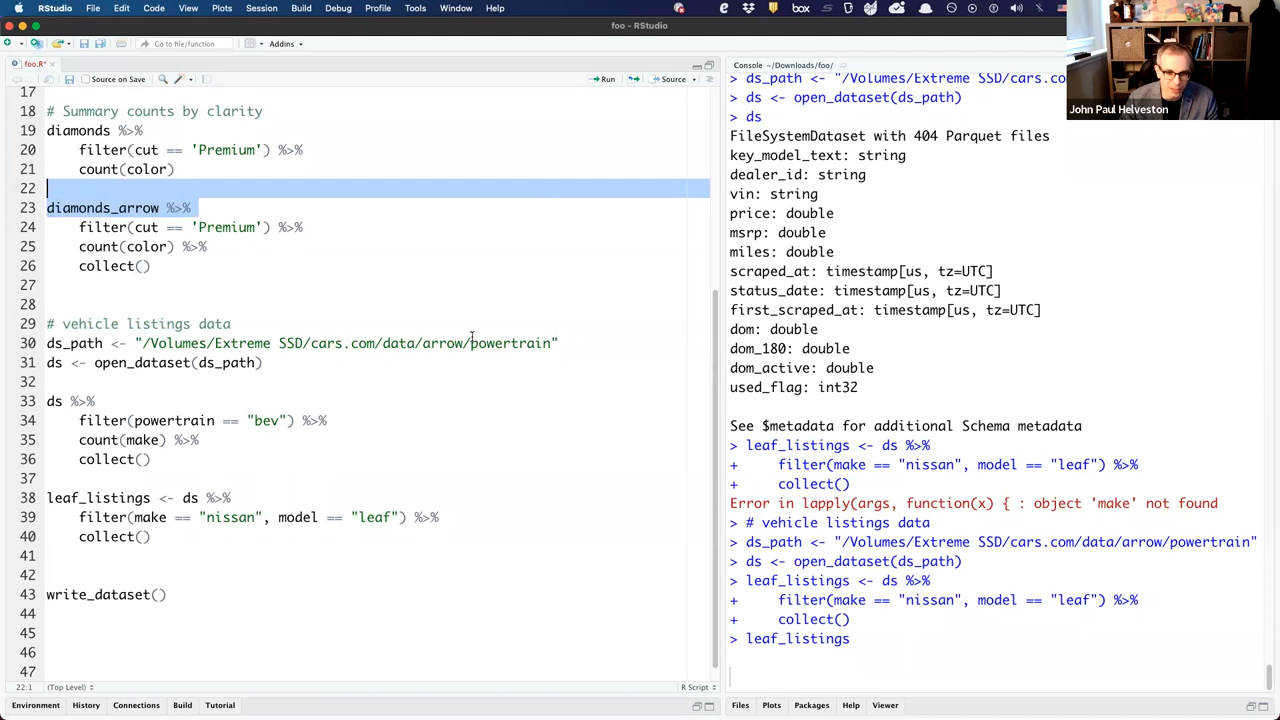 RStudio File Edit Code View Plots Session Build Debug Profile Tools Window Help
foo - RStudio
Go to file/function Addins
foo.R*
Source on Save Run Source
17
18 # Summary counts by clarity
19 diamonds %>%
20 filter(cut == 'Premium') %>%
21 count(color)
22
23 diamonds_arrow %>%
24 filter(cut == 'Premium') %>%
25 count(color) %>%
26 collect()
27
28
29 # vehicle listings data
30 ds_path <- "/Volumes/Extreme SSD/cars.com/data/arrow/powertrain"
31 ds <- open_dataset(ds_path)
32
33 ds %>%
34 filter(powertrain == "bev") %>%
35 count(make) %>%
36 collect()
37
38 leaf_listings <- ds %>%
39 filter(make == "nissan", model == "leaf") %>%
40 collect()
41
42
43 write_dataset()
44
45
46
47
22:1 (Top Level) R Script
Environment History Connections Build Tutorial
Console ~/Downloads/foo/
> ds_path <- "/Volumes/Extreme SSD/cars.co
> ds <- open_dataset(ds_path)
> ds
FileSystemDataset with 404 Parquet files
key_model_text: string
dealer_id: string
vin: string
price: double
msrp: double
miles: double
scraped_at: timestamp[us, tz=UTC]
status_date: timestamp[us, tz=UTC]
first_scraped_at: timestamp[us, tz=UTC]
dom: double
dom_180: double
dom_active: double
used_flag: int32
See $metadata for additional Schema metadata
> leaf_listings <- ds %>%
+ filter(make == "nissan", model == "leaf") %>%
+ collect()
Error in lapply(args, function(x) { : object 'make' not found
> # vehicle listings data
> ds_path <- "/Volumes/Extreme SSD/cars.com/data/arrow/powertrain"
> ds <- open_dataset(ds_path)
> leaf_listings <- ds %>%
+ filter(make == "nissan", model == "leaf") %>%
+ collect()
> leaf_listings
Files Plots Packages Help Viewer
John Paul Helveston